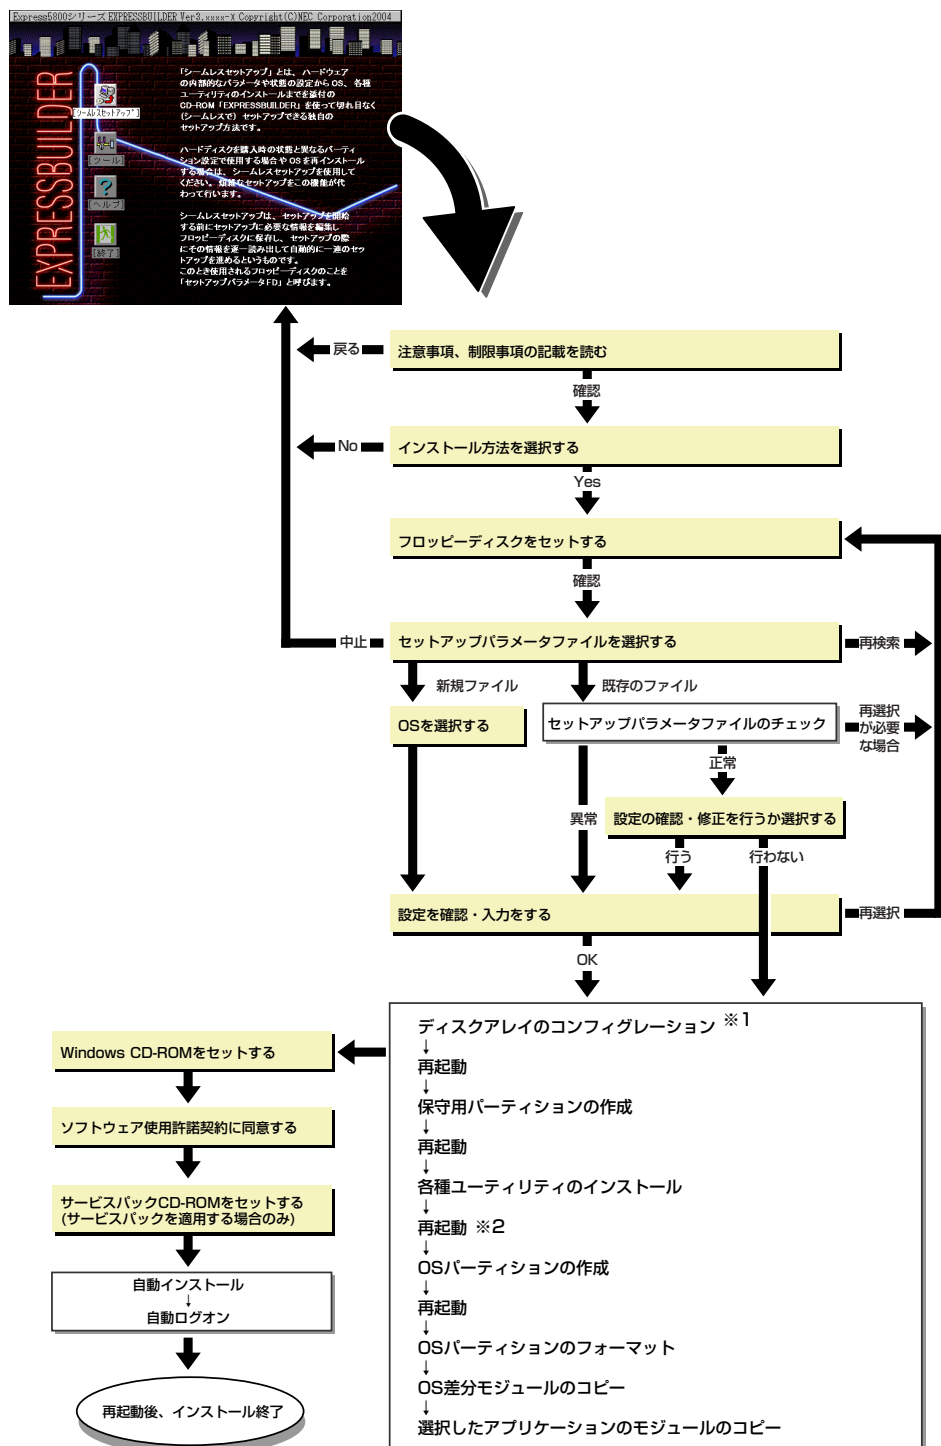 Express5800シリーズ EXPRESSBUILDER Ver3.xxxx-X Copyright(C)NEC Corporation2004
EXPRESSBUILDER
[シームレスセットアップ]
[ツール]
[ヘルプ]
[終了]
「シームレスセットアップ」とは、ハードウェア
の内部的なパラメータや状態の設定からOS、各種
ユーティリティのインストールまでを添付の
CD-ROM「EXPRESSBUILDER」を使って切れ目なく
(シームレスで) セットアップできる独自の
セットアップ方法です。
ハードディスクを購入時の状態と異なるパーティ
ション設定で使用する場合やOSを再インストール
する場合は、シームレスセットアップを使用して
ください。煩雑なセットアップをこの機能が代
わって行います。
シームレスセットアップは、セットアップを開始
する前にセットアップに必要な情報を編集し
フロッピーディスクに保存し、セットアップの際
にその情報を逐一読み出して自動的に一連のセッ
トアップを進めるというものです。
このとき使用されるフロッピーディスクのことを
「セットアップパラメータFD」と呼びます。
戻る
注意事項、制限事項の記載を読む
確認
No
インストール方法を選択する
Yes
フロッピーディスクをセットする
確認
中止
セットアップパラメータファイルを選択する
再検索
新規ファイル
既存のファイル
OSを選択する
セットアップパラメータファイルのチェック
再選択
が必要
な場合
正常
異常
設定の確認・修正を行うか選択する
行う
行わない
設定を確認・入力をする
再選択
OK
ディスクアレイのコンフィグレーション ※1
↓
再起動
↓
保守用パーティションの作成
↓
再起動
↓
各種ユーティリティのインストール
↓
再起動 ※2
↓
OSパーティションの作成
↓
再起動
↓
OSパーティションのフォーマット
↓
OS差分モジュールのコピー
↓
選択したアプリケーションのモジュールのコピー
Windows CD-ROMをセットする
ソフトウェア使用許諾契約に同意する
サービスパックCD-ROMをセットする
(サービスパックを適用する場合のみ)
自動インストール
↓
自動ログオン
再起動後、インストール終了